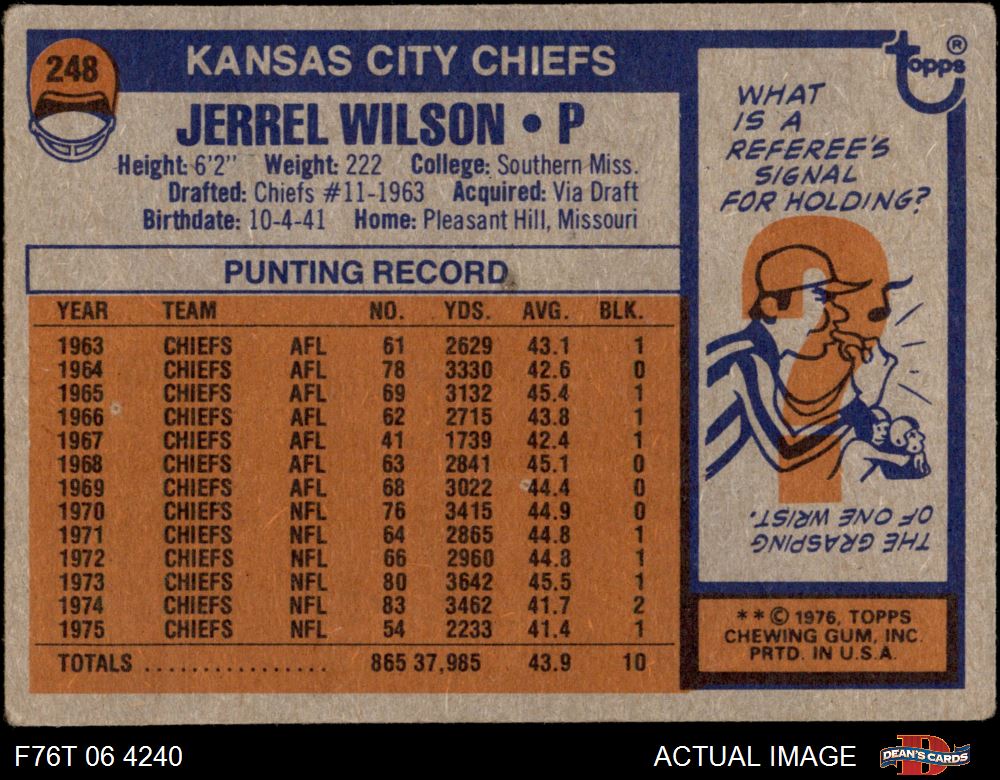 248
KANSAS CITY CHIEFS
JERREL WILSON • P
Height: 6'2" Weight: 222 College: Southern Miss.
Drafted: Chiefs #11-1963 Acquired: Via Draft
Birthdate: 10-4-41 Home: Pleasant Hill, Missouri
PUNTING RECORD
YEAR TEAM NO. YDS. AVG. BLK.
1963 CHIEFS AFL 61 2629 43.1 1
1964 CHIEFS AFL 78 3330 42.6 0
1965 CHIEFS AFL 69 3132 45.4 1
1966 CHIEFS AFL 62 2715 43.8 1
1967 CHIEFS AFL 41 1739 42.4 1
1968 CHIEFS AFL 63 2841 45.1 0
1969 CHIEFS AFL 68 3022 44.4 0
1970 CHIEFS NFL 76 3415 44.9 0
1971 CHIEFS NFL 64 2865 44.8 1
1972 CHIEFS NFL 66 2960 44.8 1
1973 CHIEFS NFL 80 3642 45.5 1
1974 CHIEFS NFL 83 3462 41.7 2
1975 CHIEFS NFL 54 2233 41.4 1
TOTALS ................ 865 37,985 43.9 10
topps ®
WHAT
IS A
REFEREE'S
SIGNAL
FOR HOLDING?
THE GRASPING
OF ONE WRIST.
* * © 1976, TOPPS
CHEWING GUM, INC.
PRTD. IN U.S.A.
F76T 06 4240
ACTUAL IMAGE
DEAN'S CARDS